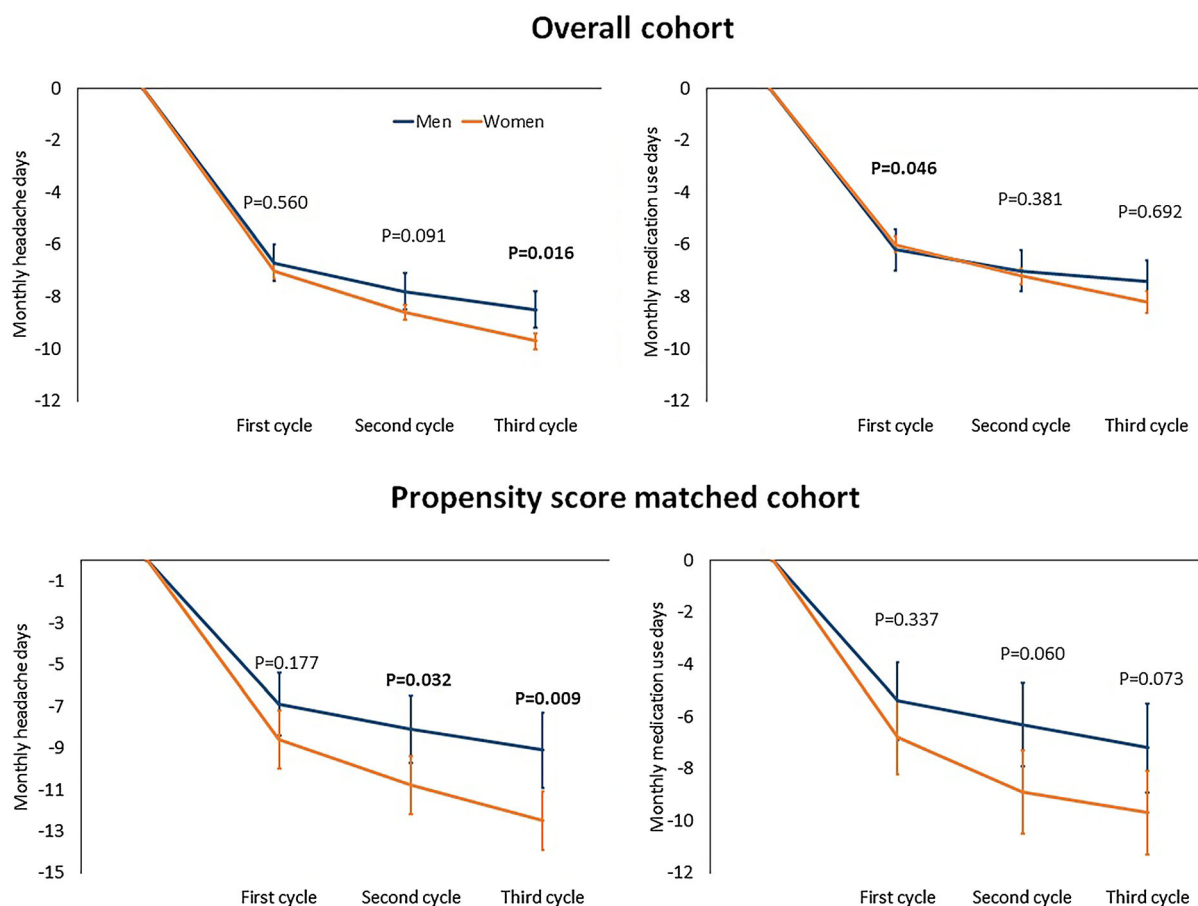 Overall cohort
Monthly headache days
0
-2
-4
-6
-8
-10
-12
Men Women
P=0.560
P=0.091
P=0.016
First cycle Second cycle Third cycle
Monthly medication use days
0
-2
-4
-6
-8
-10
-12
P=0.046
P=0.381
P=0.692
First cycle Second cycle Third cycle
Propensity score matched cohort
Monthly headache days
-1
-3
-5
-7
-9
-11
-13
-15
P=0.177
P=0.032
P=0.009
First cycle Second cycle Third cycle
Monthly medication use days
0
-2
-4
-6
-8
-10
-12
P=0.337
P=0.060
P=0.073
First cycle Second cycle Third cycle